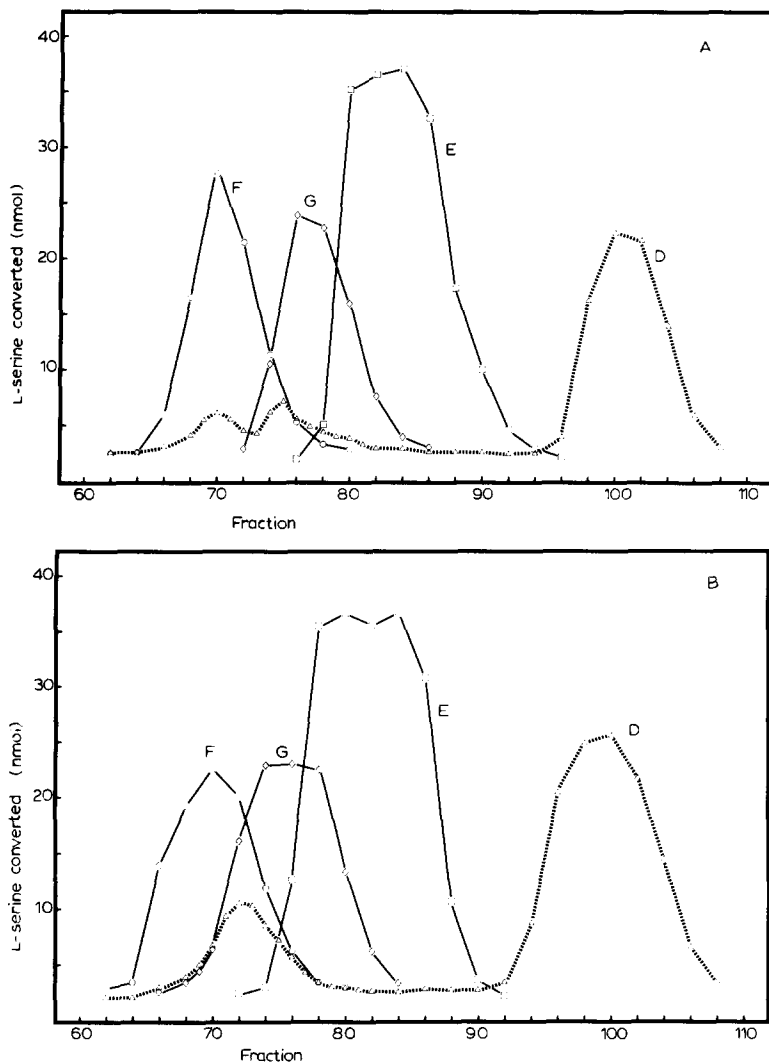 40
A
30
E
F
G
20
D
10
L-serine converted (nmol)
60 70 80 90 100 110
Fraction
40
B
30
E
F
G
D
20
10
L-serine converted (nmol)
60 70 80 90 100 110
Fraction